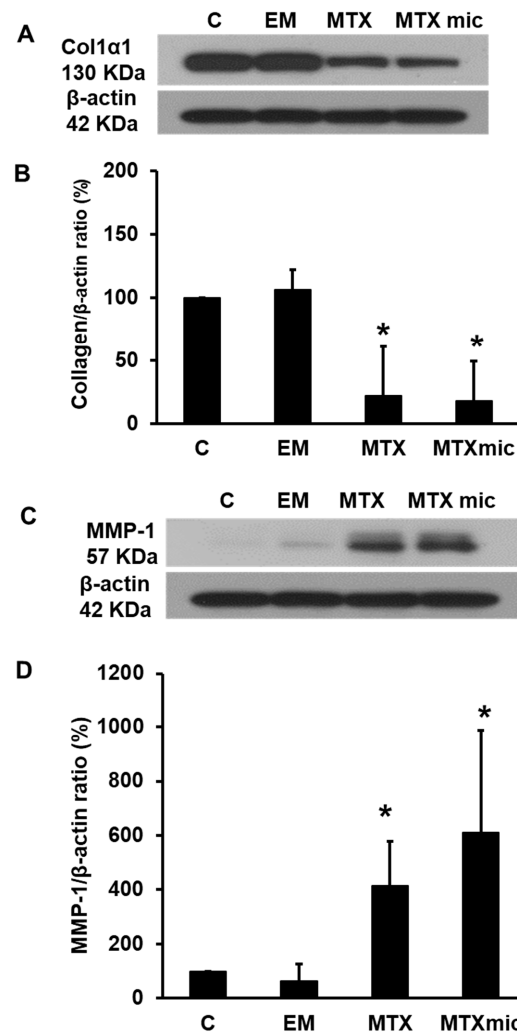 A
C EM MTX MTX mic
Col1α1
130 KDa
β-actin
42 KDa
B
Collagen/β-actin ratio (%)
200
150
100
50
0
* *
C EM MTX MTXmic
C
C EM MTX MTX mic
MMP-1
57 KDa
β-actin
42 KDa
D
MMP-1/β-actin ratio (%)
1200
1000
800
600
400
200
0
* *
C EM MTX MTXmic